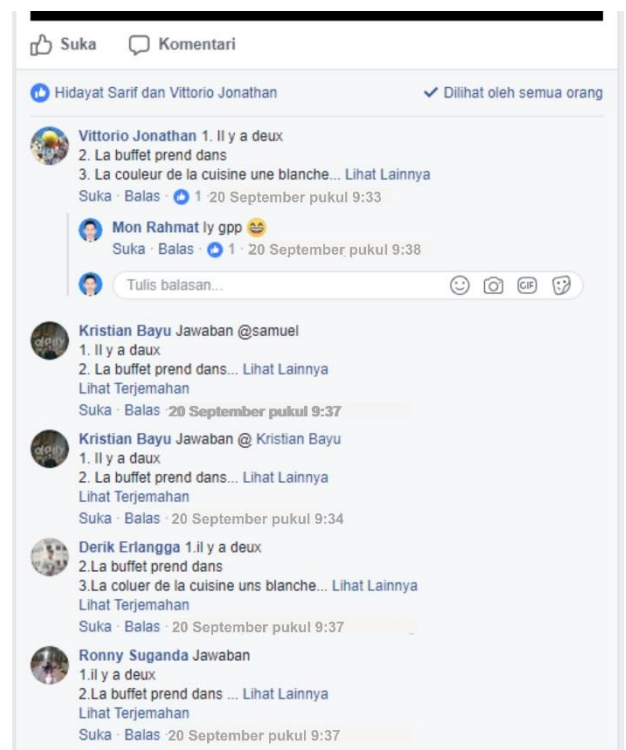 Suka Komentari
Hidayat Sarif dan Vittorio Jonathan Dilihat oleh semua orang
Vittorio Jonathan 1. Il y a deux
2. La buffet prend dans
3. La couleur de la cuisine une blanche... Lihat Lainnya
Suka · Balas · 1 · 20 September pukul 9:33
Mon Rahmat ly gpp 😄
Suka · Balas · 1 · 20 September pukul 9:38
Tulis balasan...
GIF
Kristian Bayu Jawaban @samuel
1. Il y a daux
2. La buffet prend dans... Lihat Lainnya
Lihat Terjemahan
Suka · Balas · 20 September pukul 9:37
Kristian Bayu Jawaban @ Kristian Bayu
1. Il y a daux
2. La buffet prend dans... Lihat Lainnya
Lihat Terjemahan
Suka · Balas · 20 September pukul 9:34
Derik Erlangga 1.il y a deux
2.La buffet prend dans
3.La coluer de la cuisine uns blanche... Lihat Lainnya
Lihat Terjemahan
Suka · Balas · 20 September pukul 9:37
Ronny Suganda Jawaban
1.il y a deux
2.La buffet prend dans ... Lihat Lainnya
Lihat Terjemahan
Suka · Balas · 20 September pukul 9:37